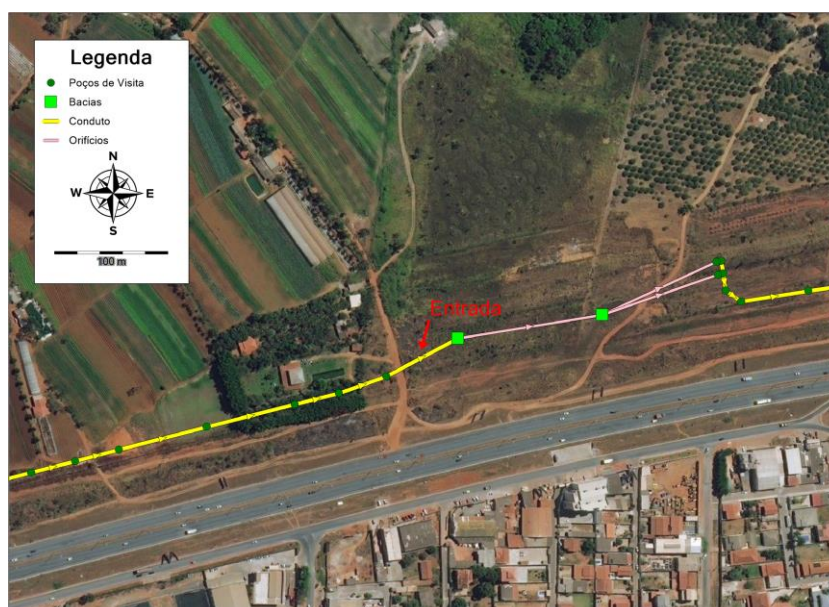 Legenda
Poços de Visita
Bacias
Conduto
Orifícios
N
W E
S
100 m
Entrada